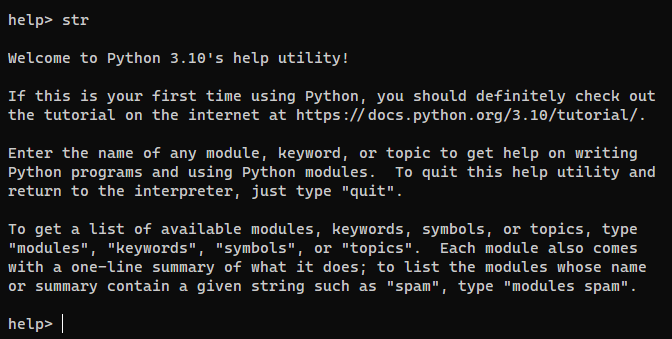 help> str
Welcome to Python 3.10's help utility!
If this is your first time using Python, you should definitely check out
the tutorial on the internet at https://docs.python.org/3.10/tutorial/.
Enter the name of any module, keyword, or topic to get help on writing
Python programs and using Python modules.  To quit this help utility and
return to the interpreter, just type "quit".
To get a list of available modules, keywords, symbols, or topics, type
"modules", "keywords", "symbols", or "topics".  Each module also comes
with a one-line summary of what it does; to list the modules whose name
or summary contain a given string such as "spam", type "modules spam".
help>